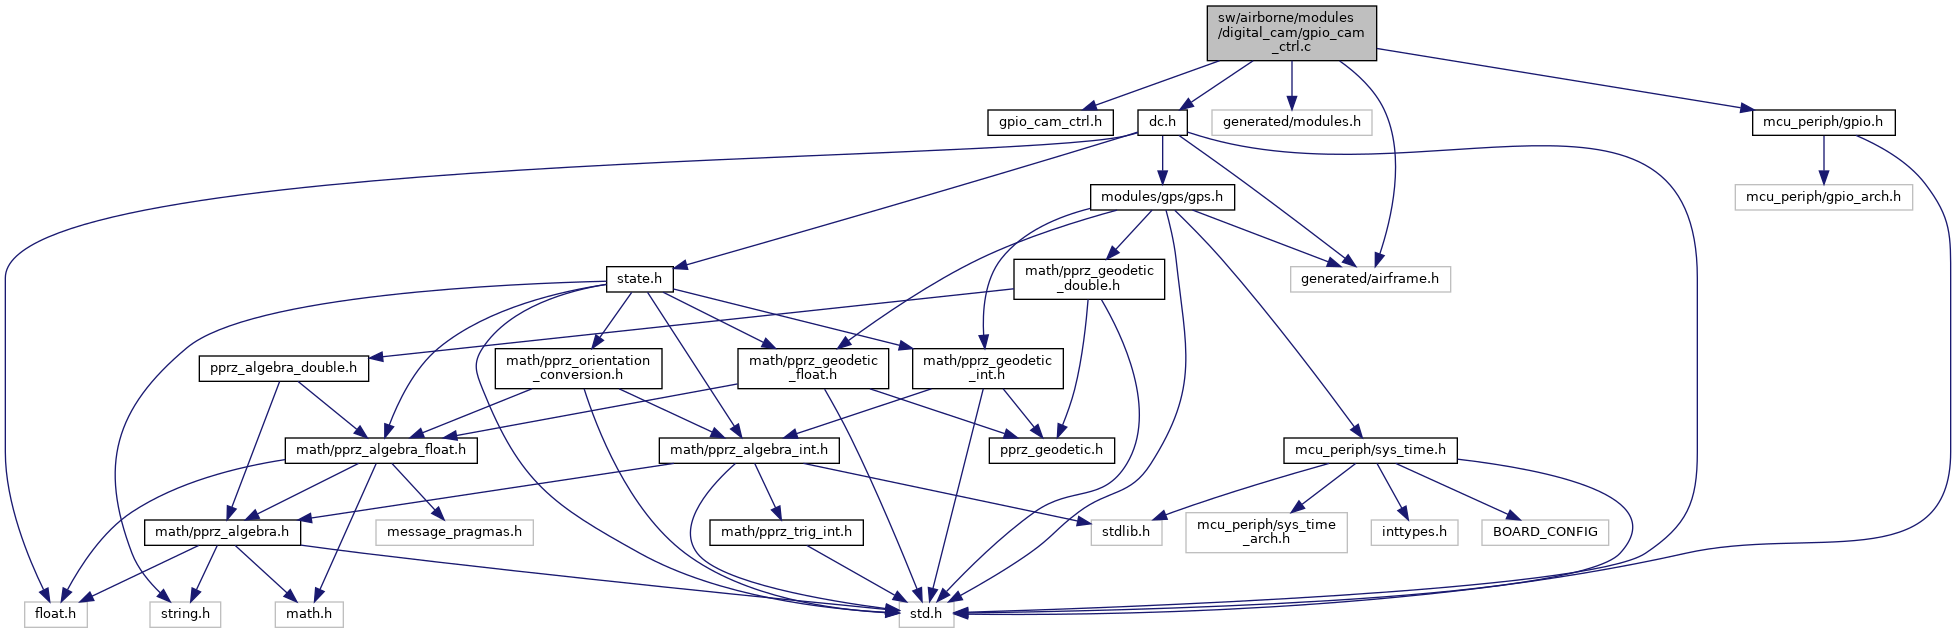 sw/airborne/modules
/digital_cam/gpio_cam
_ctrl.c
gpio_cam_ctrl.h
dc.h
generated/modules.h
mcu_periph/gpio.h
modules/gps/gps.h
mcu_periph/gpio_arch.h
state.h
math/pprz_geodetic
_double.h
generated/airframe.h
pprz_algebra_double.h
math/pprz_orientation
_conversion.h
math/pprz_geodetic
_float.h
math/pprz_geodetic
_int.h
math/pprz_algebra_float.h
math/pprz_algebra_int.h
pprz_geodetic.h
mcu_periph/sys_time.h
math/pprz_algebra.h
message_pragmas.h
math/pprz_trig_int.h
stdlib.h
mcu_periph/sys_time
_arch.h
inttypes.h
BOARD_CONFIG
float.h
string.h
math.h
std.h